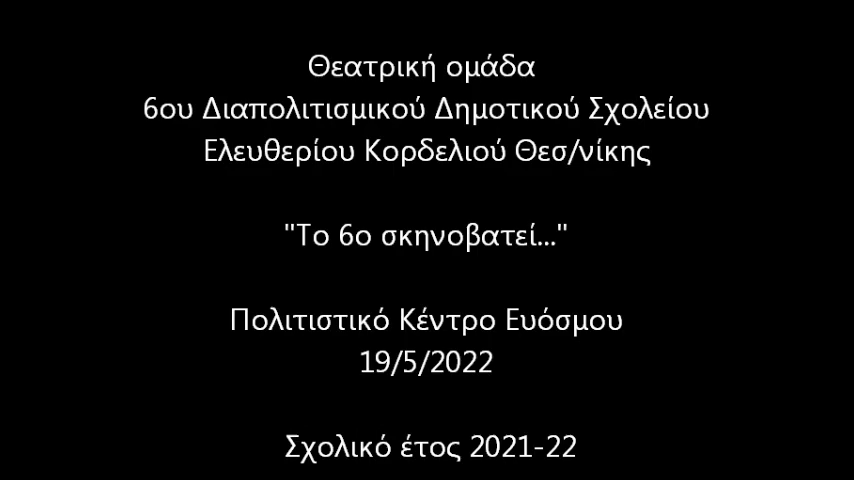 Θεατρική ομάδα
6ου Διαπολιτισμικού Δημοτικού Σχολείου
Ελευθερίου Κορδελιού Θεσ/νίκης
"Το 6ο σκηνοβατεί..."
Πολιτιστικό Κέντρο Ευόσμου
19/5/2022
Σχολικό έτος 2021-22